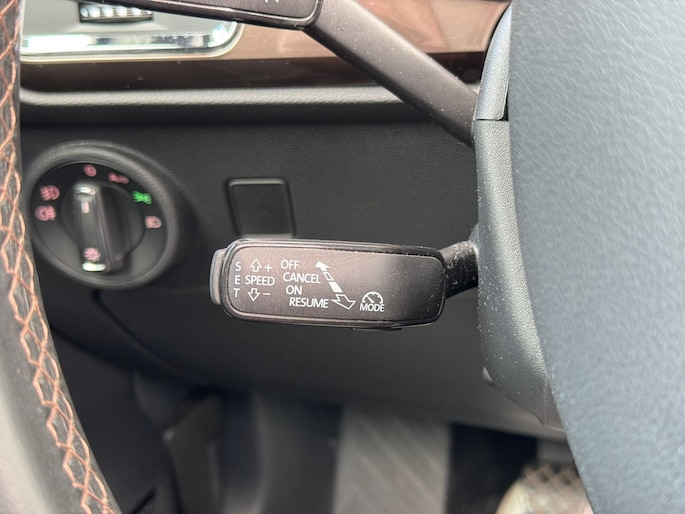 S E T
+
SPEED
−
OFF
CANCEL
ON
RESUME
MODE